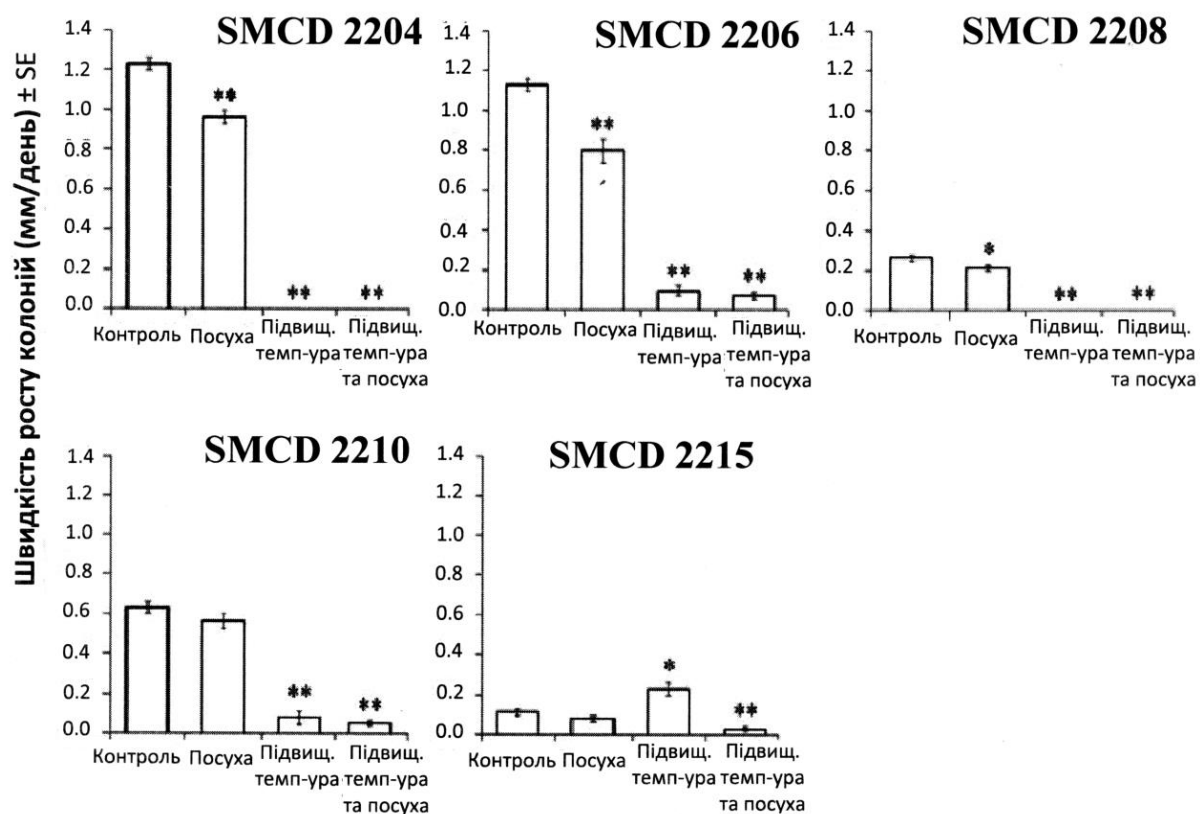 Швидкість росту колоній (мм/день) ± SE
SMCD 2204
1.4
1.2
1.0
0.8
0.6
0.4
0.2
0.0
**
**
**
Контроль
Посуха
Підвищ.
темп-ура
Підвищ.
темп-ура
та посуха
SMCD 2206
1.4
1.2
1.0
0.8
0.6
0.4
0.2
0.0
**
**
**
Контроль
Посуха
Підвищ.
темп-ура
Підвищ.
темп-ура
та посуха
SMCD 2208
1.4
1.2
1.0
0.8
0.6
0.4
0.2
0.0
*
**
**
Контроль
Посуха
Підвищ.
темп-ура
Підвищ.
темп-ура
та посуха
SMCD 2210
1.4
1.2
1.0
0.8
0.6
0.4
0.2
0.0
**
**
Контроль
Посуха
Підвищ.
темп-ура
Підвищ.
темп-ура
та посуха
SMCD 2215
1.4
1.2
1.0
0.8
0.6
0.4
0.2
0.0
*
**
Контроль
Посуха
Підвищ.
темп-ура
Підвищ.
темп-ура
та посуха